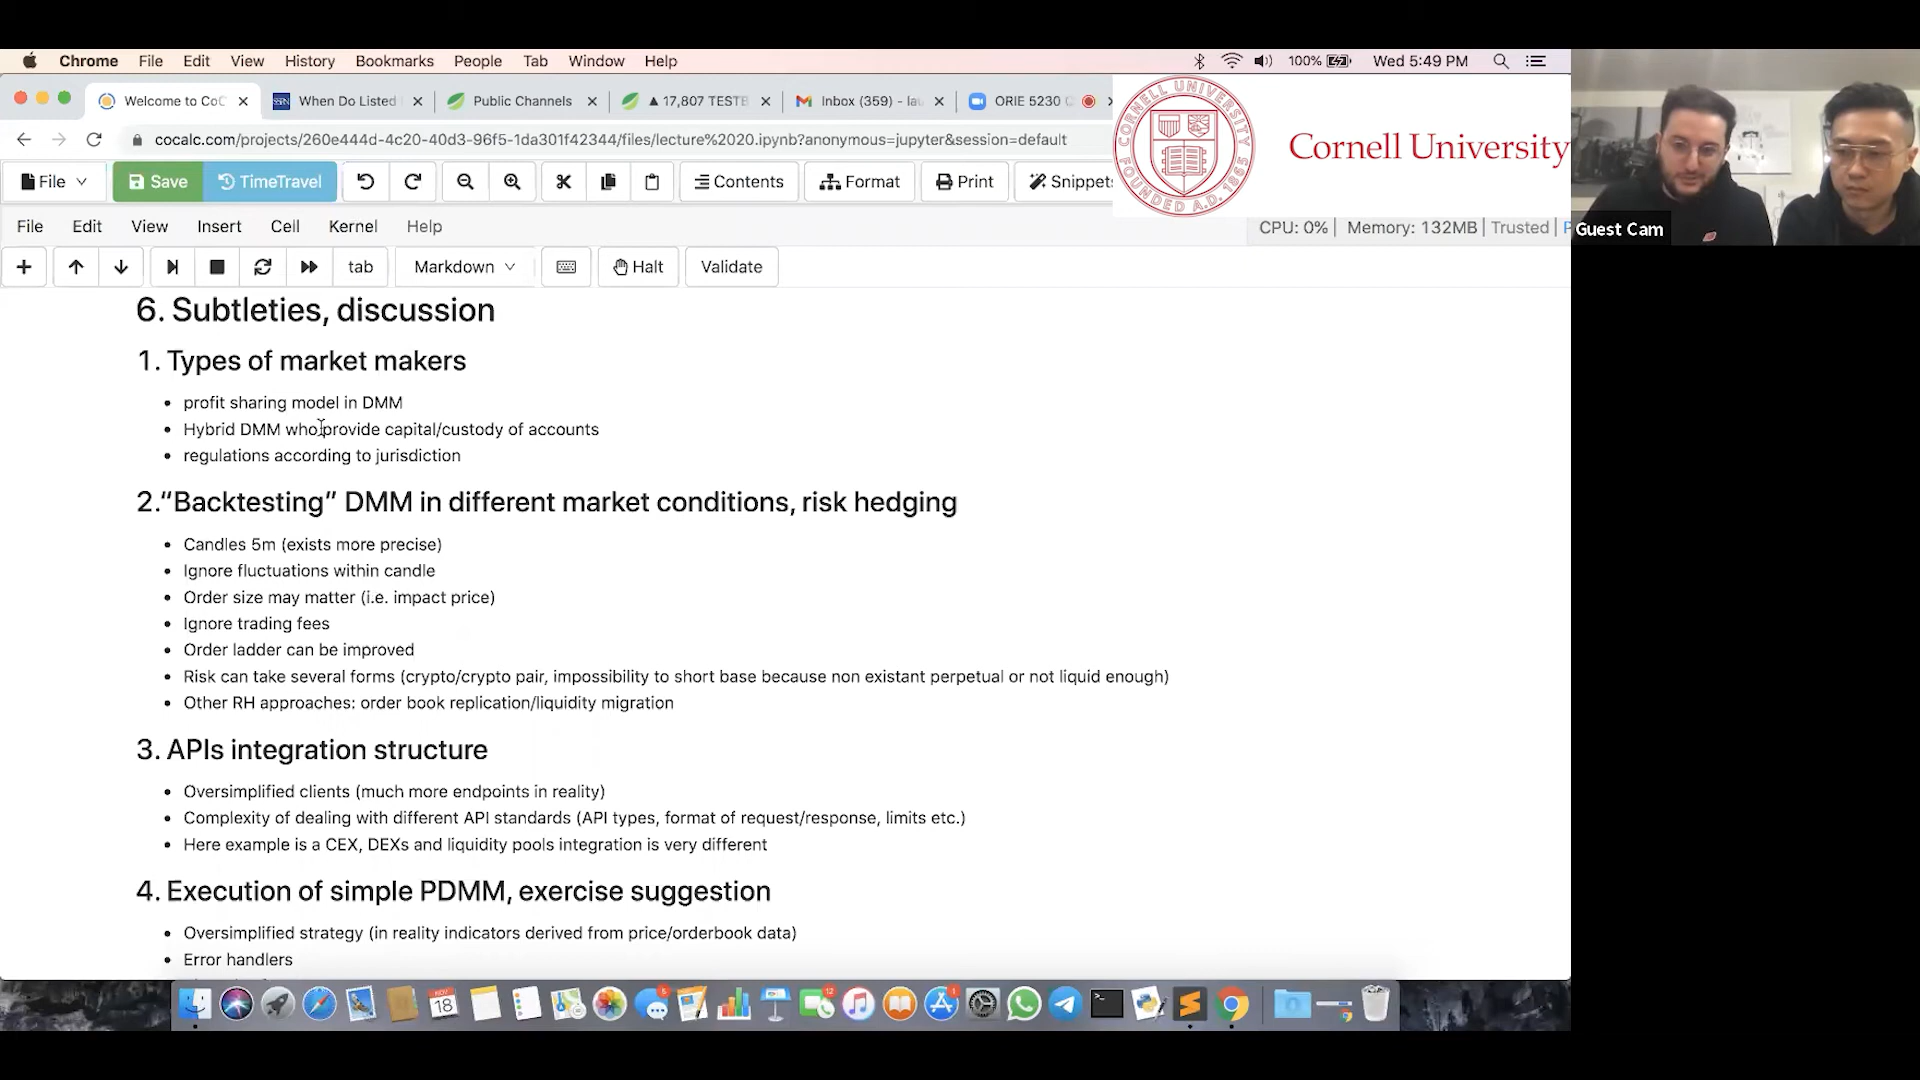 Chrome File Edit View History Bookmarks People Tab Window Help 100% Wed 5:49 PM
Welcome to CoC When Do Listed Public Channels ▲ 17,807 TESTB Inbox (359) - la ORIE 5230
cocalc.com/projects/260e444d-4c20-40d3-96f5-1da301f42344/files/lecture%2020.ipynb?anonymous=jupyter&session=default
CORNELL UNIVERSITY
FOUNDED A.D. 1865
Cornell University
File Save TimeTravel Contents Format Print Snippets
File Edit View Insert Cell Kernel Help CPU: 0% | Memory: 132MB | Trusted | P
Guest Cam
tab Markdown Halt Validate
6. Subtleties, discussion
1. Types of market makers
• profit sharing model in DMM
• Hybrid DMM who provide capital/custody of accounts
• regulations according to jurisdiction
2.“Backtesting” DMM in different market conditions, risk hedging
• Candles 5m (exists more precise)
• Ignore fluctuations within candle
• Order size may matter (i.e. impact price)
• Ignore trading fees
• Order ladder can be improved
• Risk can take several forms (crypto/crypto pair, impossibility to short base because non existant perpetual or not liquid enough)
• Other RH approaches: order book replication/liquidity migration
3. APIs integration structure
• Oversimplified clients (much more endpoints in reality)
• Complexity of dealing with different API standards (API types, format of request/response, limits etc.)
• Here example is a CEX, DEXs and liquidity pools integration is very different
4. Execution of simple PDMM, exercise suggestion
• Oversimplified strategy (in reality indicators derived from price/orderbook data)
• Error handlers
NOV 18 5 12 1